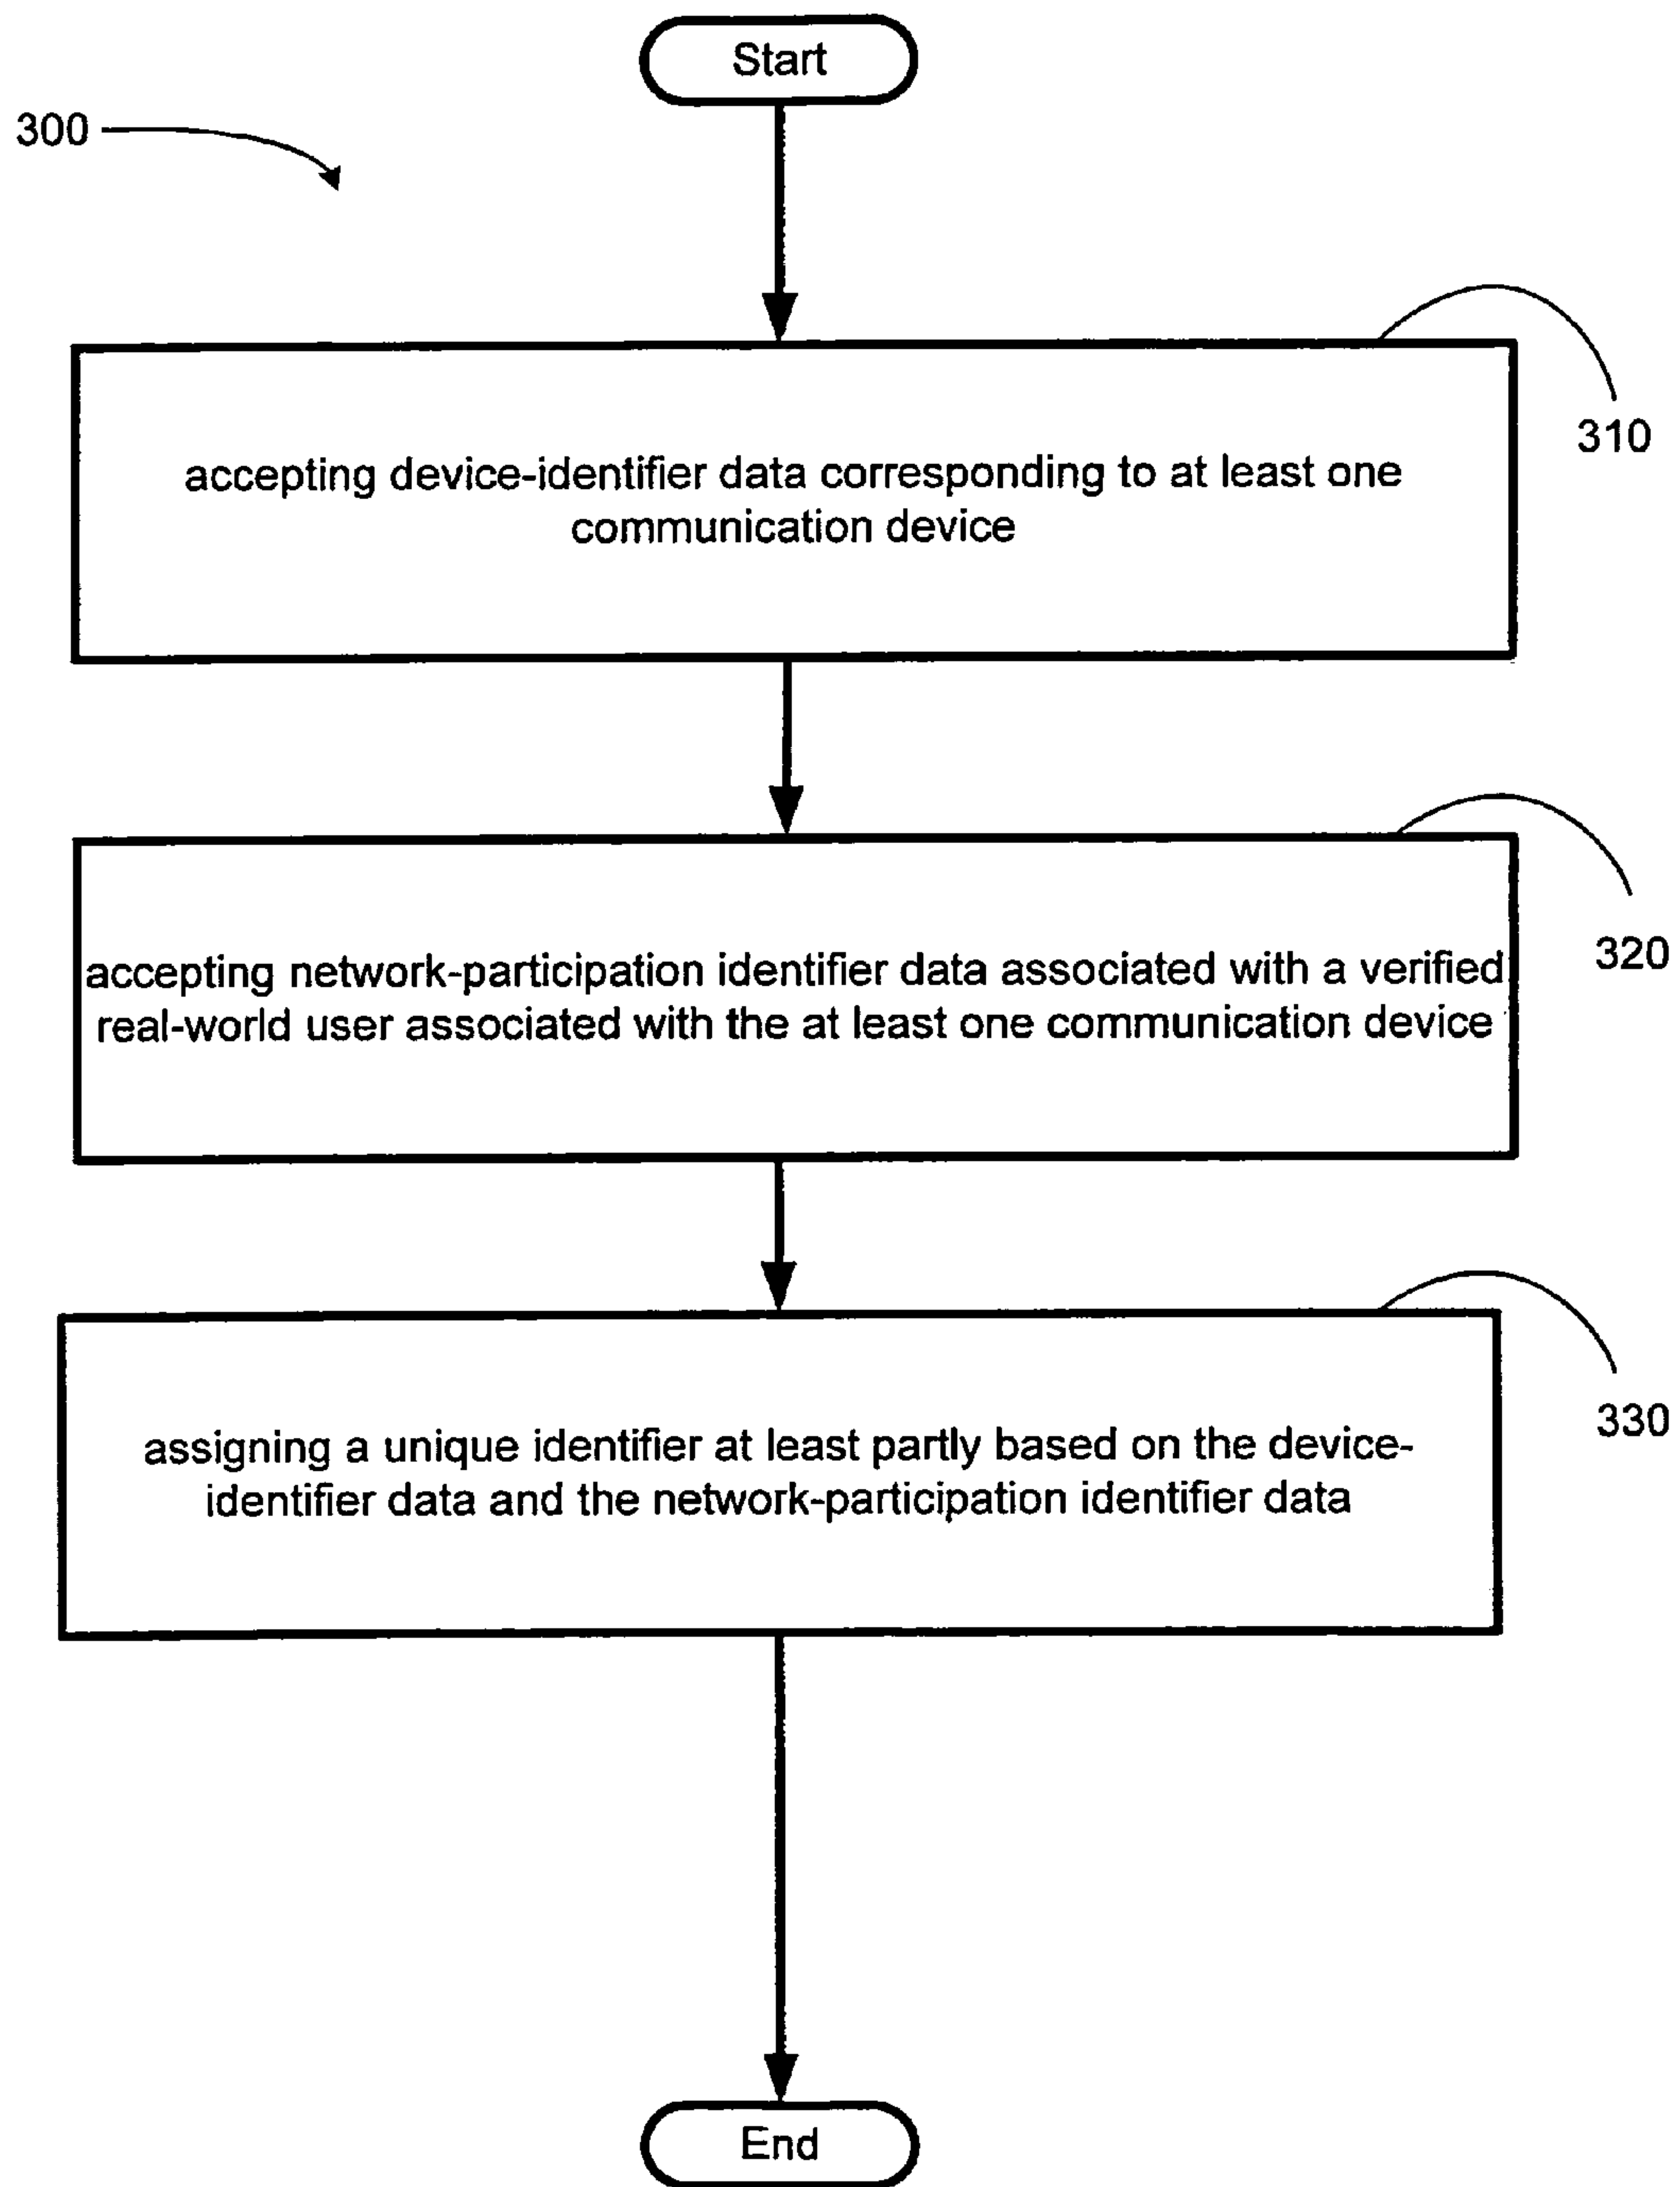 Start
300
310
accepting device-identifier data corresponding to at least one
communication device
320
accepting network-participation identifier data associated with a verified
real-world user associated with the at least one communication device
330
assigning a unique identifier at least partly based on the device-
identifier data and the network-participation identifier data
End